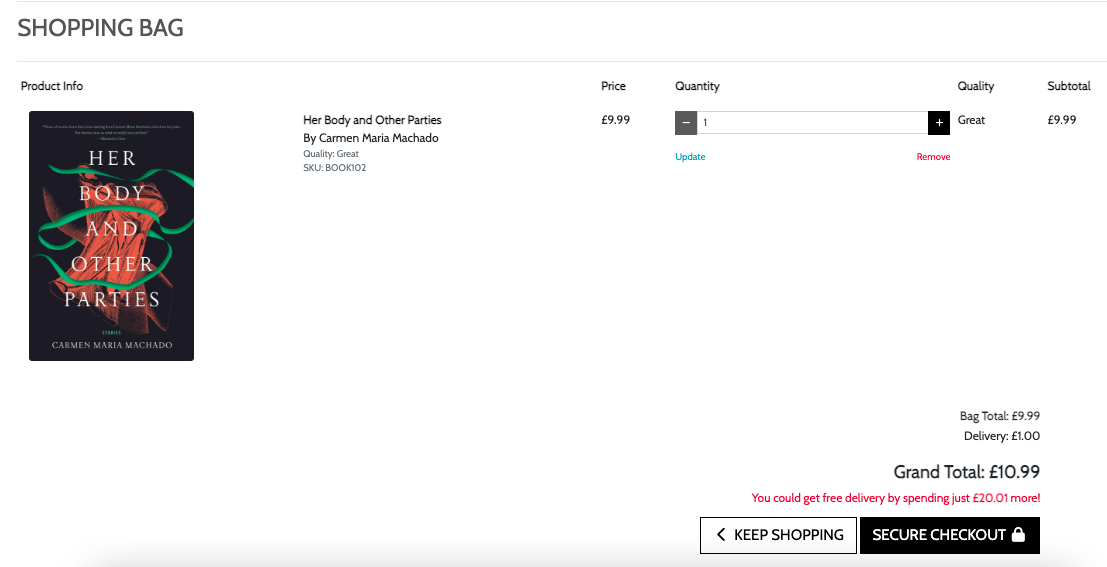 SHOPPING BAG
Product Info Price Quantity Quality Subtotal
HER
BODY
AND
OTHER
PARTIES
STORIES
CARMEN MARIA MACHADO
Her Body and Other Parties
By Carmen Maria Machado
Quality: Great
SKU: BOOK102
£9.99 − 1 + Great £9.99
Update Remove
Bag Total: £9.99
Delivery: £1.00
Grand Total: £10.99
You could get free delivery by spending just £20.01 more!
KEEP SHOPPING SECURE CHECKOUT